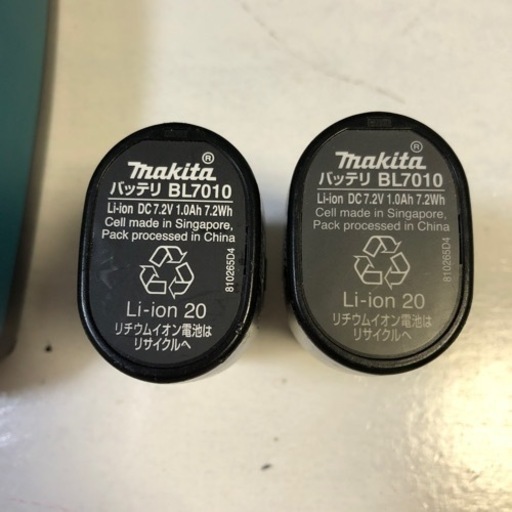 makita®
バッテリ BL7010
Li-ion DC 7.2V 1.0Ah 7.2Wh
Cell made in Singapore,
Pack processed in China
810265D4
Li-ion 20
リチウムイオン電池は
リサイクルへ
makita®
バッテリ BL7010
Li-ion DC 7.2V 1.0Ah 7.2Wh
Cell made in Singapore,
Pack processed in China
810265D4
Li-ion 20
リチウムイオン電池は
リサイクルへ